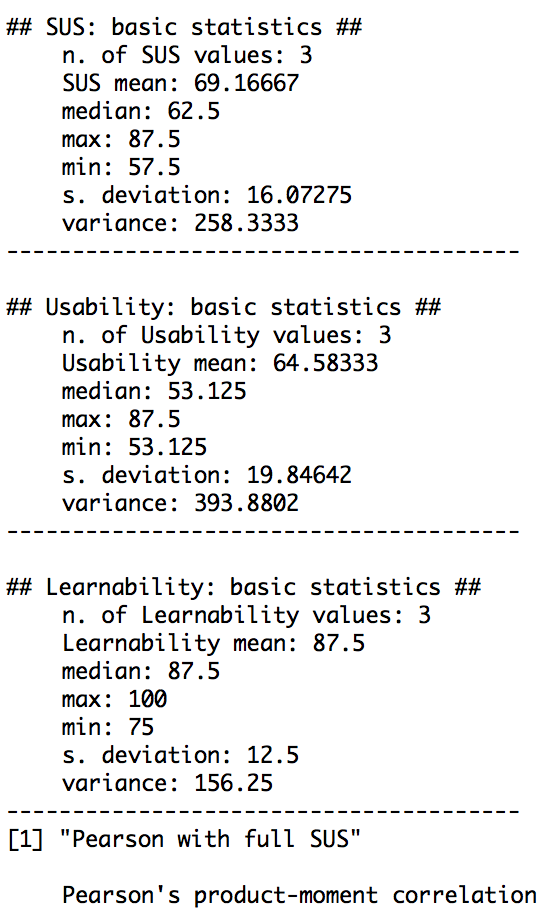 ## SUS: basic statistics ##
n. of SUS values: 3
SUS mean: 69.16667
median: 62.5
max: 87.5
min: 57.5
s. deviation: 16.07275
variance: 258.3333
---------------------------------------
## Usability: basic statistics ##
n. of Usability values: 3
Usability mean: 64.58333
median: 53.125
max: 87.5
min: 53.125
s. deviation: 19.84642
variance: 393.8802
---------------------------------------
## Learnability: basic statistics ##
n. of Learnability values: 3
Learnability mean: 87.5
median: 87.5
max: 100
min: 75
s. deviation: 12.5
variance: 156.25
---------------------------------------
[1] "Pearson with full SUS"
Pearson's product-moment correlation